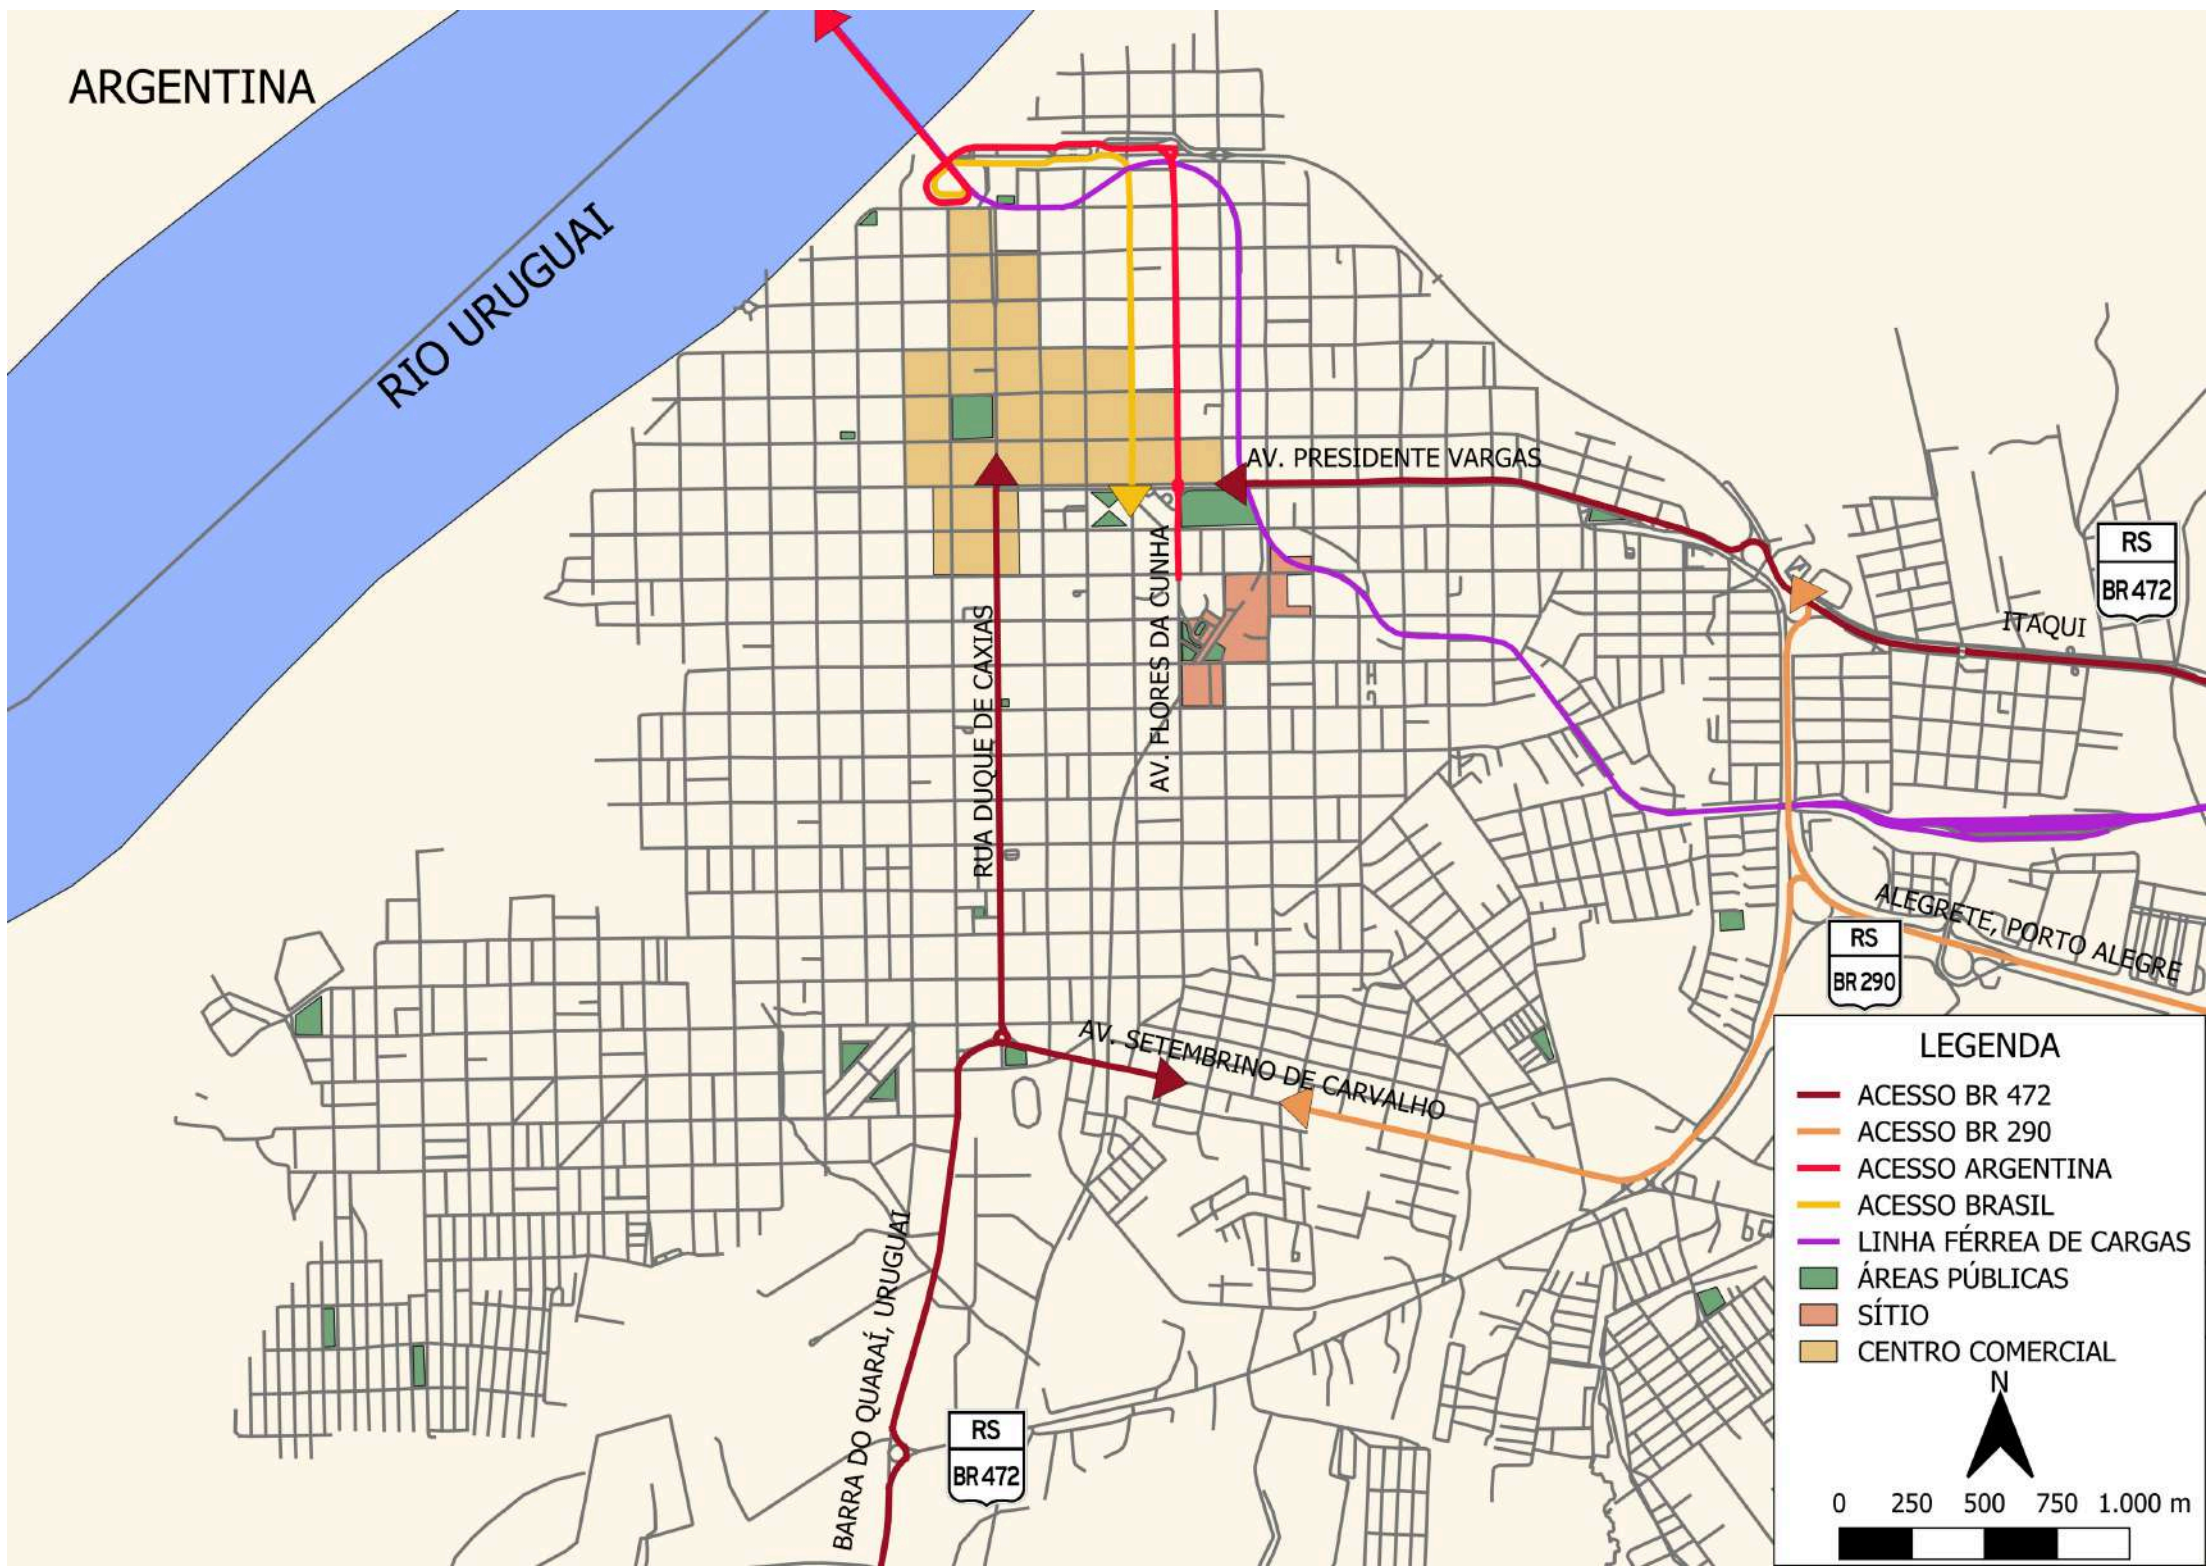 ARGENTINA
RIO URUGUAI
AV. PRESIDENTE VARGAS
RS
BR 472
ITAQUI
AV. FLORES DA CUNHA
RUA DUQUE DE CAXIAS
ALEGRETE, PORTO ALEGRE
RS
BR 290
AV. SETEMBRINO DE CARVALHO
BARRA DO QUARAÍ, URUGUAI
RS
BR 472
LEGENDA
ACESSO BR 472
ACESSO BR 290
ACESSO ARGENTINA
ACESSO BRASIL
LINHA FÉRREA DE CARGAS
ÁREAS PÚBLICAS
SÍTIO
CENTRO COMERCIAL
N
0 250 500 750 1.000 m